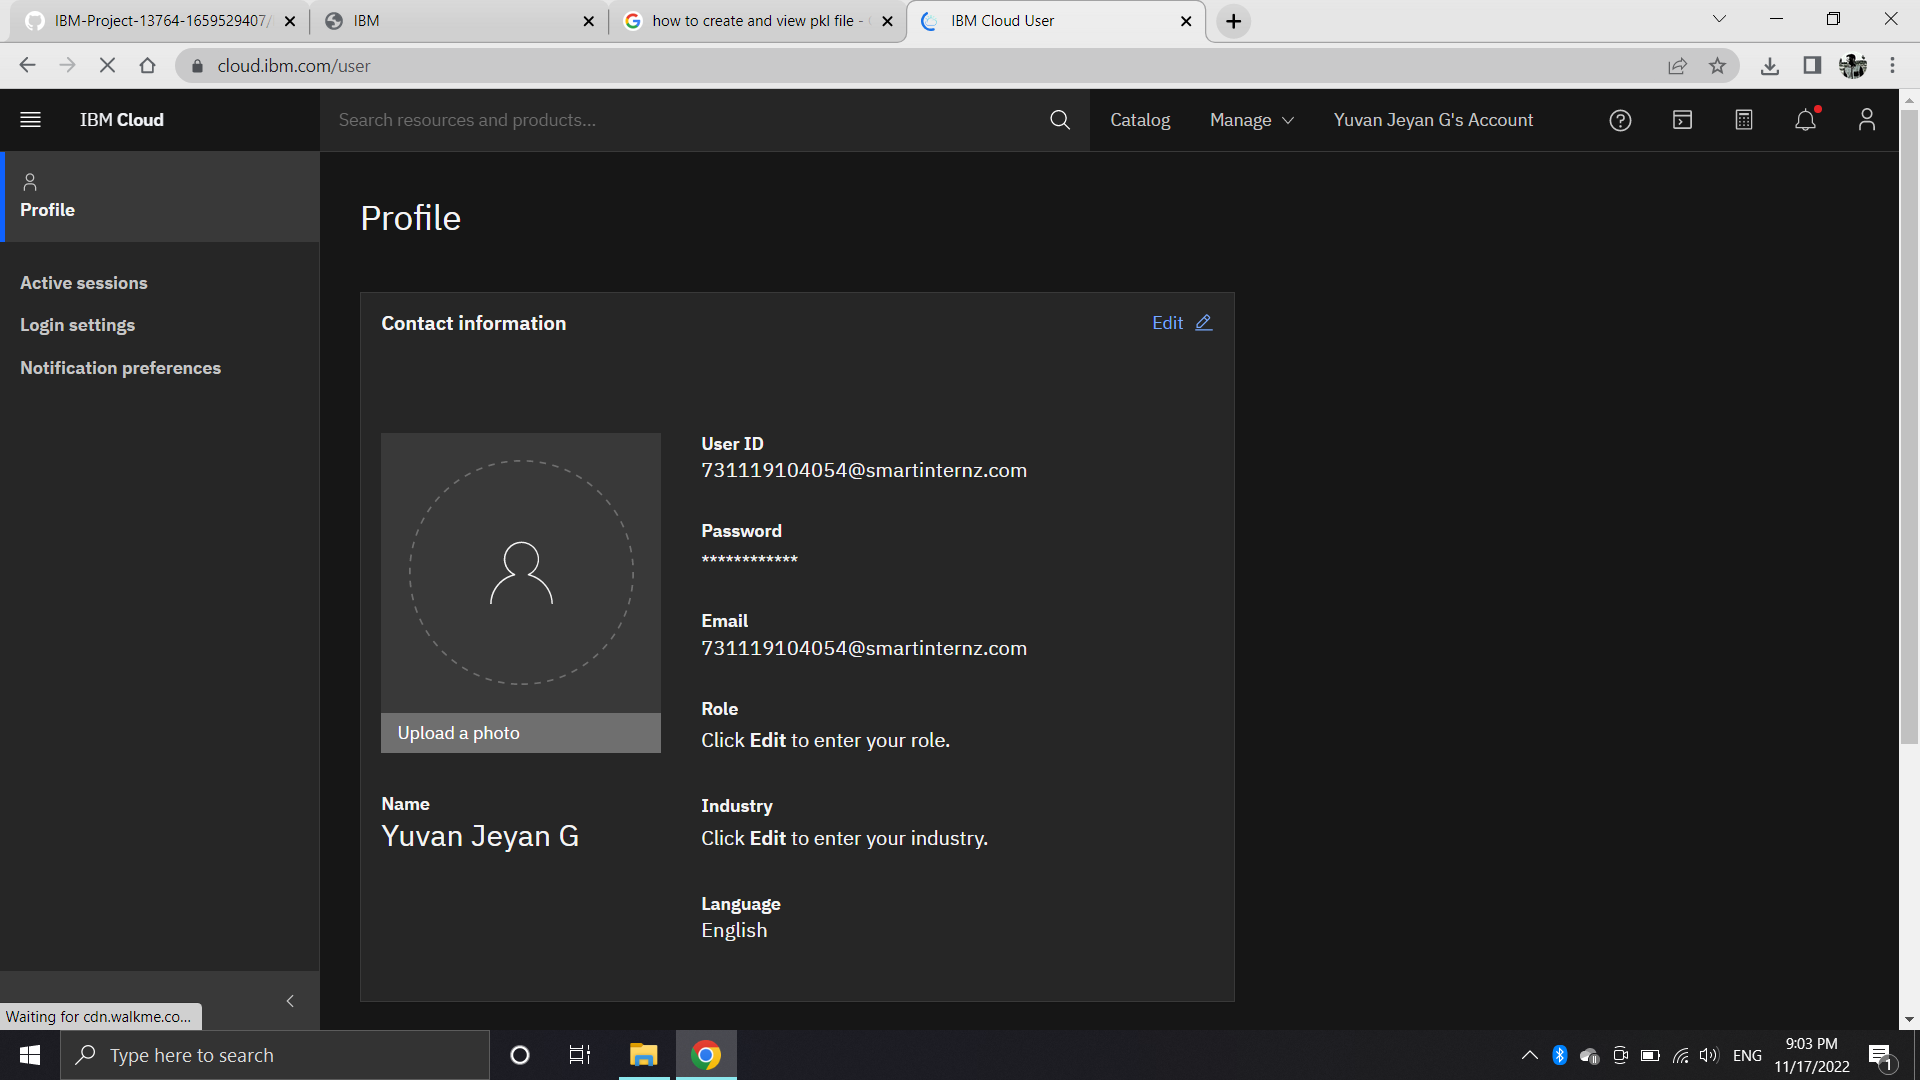 IBM-Project-13764-1659529407/
IBM
how to create and view pkl file -
IBM Cloud User
cloud.ibm.com/user
IBM Cloud
Search resources and products...
Catalog
Manage
Yuvan Jeyan G's Account
Profile
Active sessions
Login settings
Notification preferences
Profile
Contact information
Edit
Upload a photo
Name
Yuvan Jeyan G
User ID
731119104054@smartinternz.com
Password
************
Email
731119104054@smartinternz.com
Role
Click Edit to enter your role.
Industry
Click Edit to enter your industry.
Language
English
Waiting for cdn.walkme.co...
Type here to search
ENG
9:03 PM
11/17/2022
1